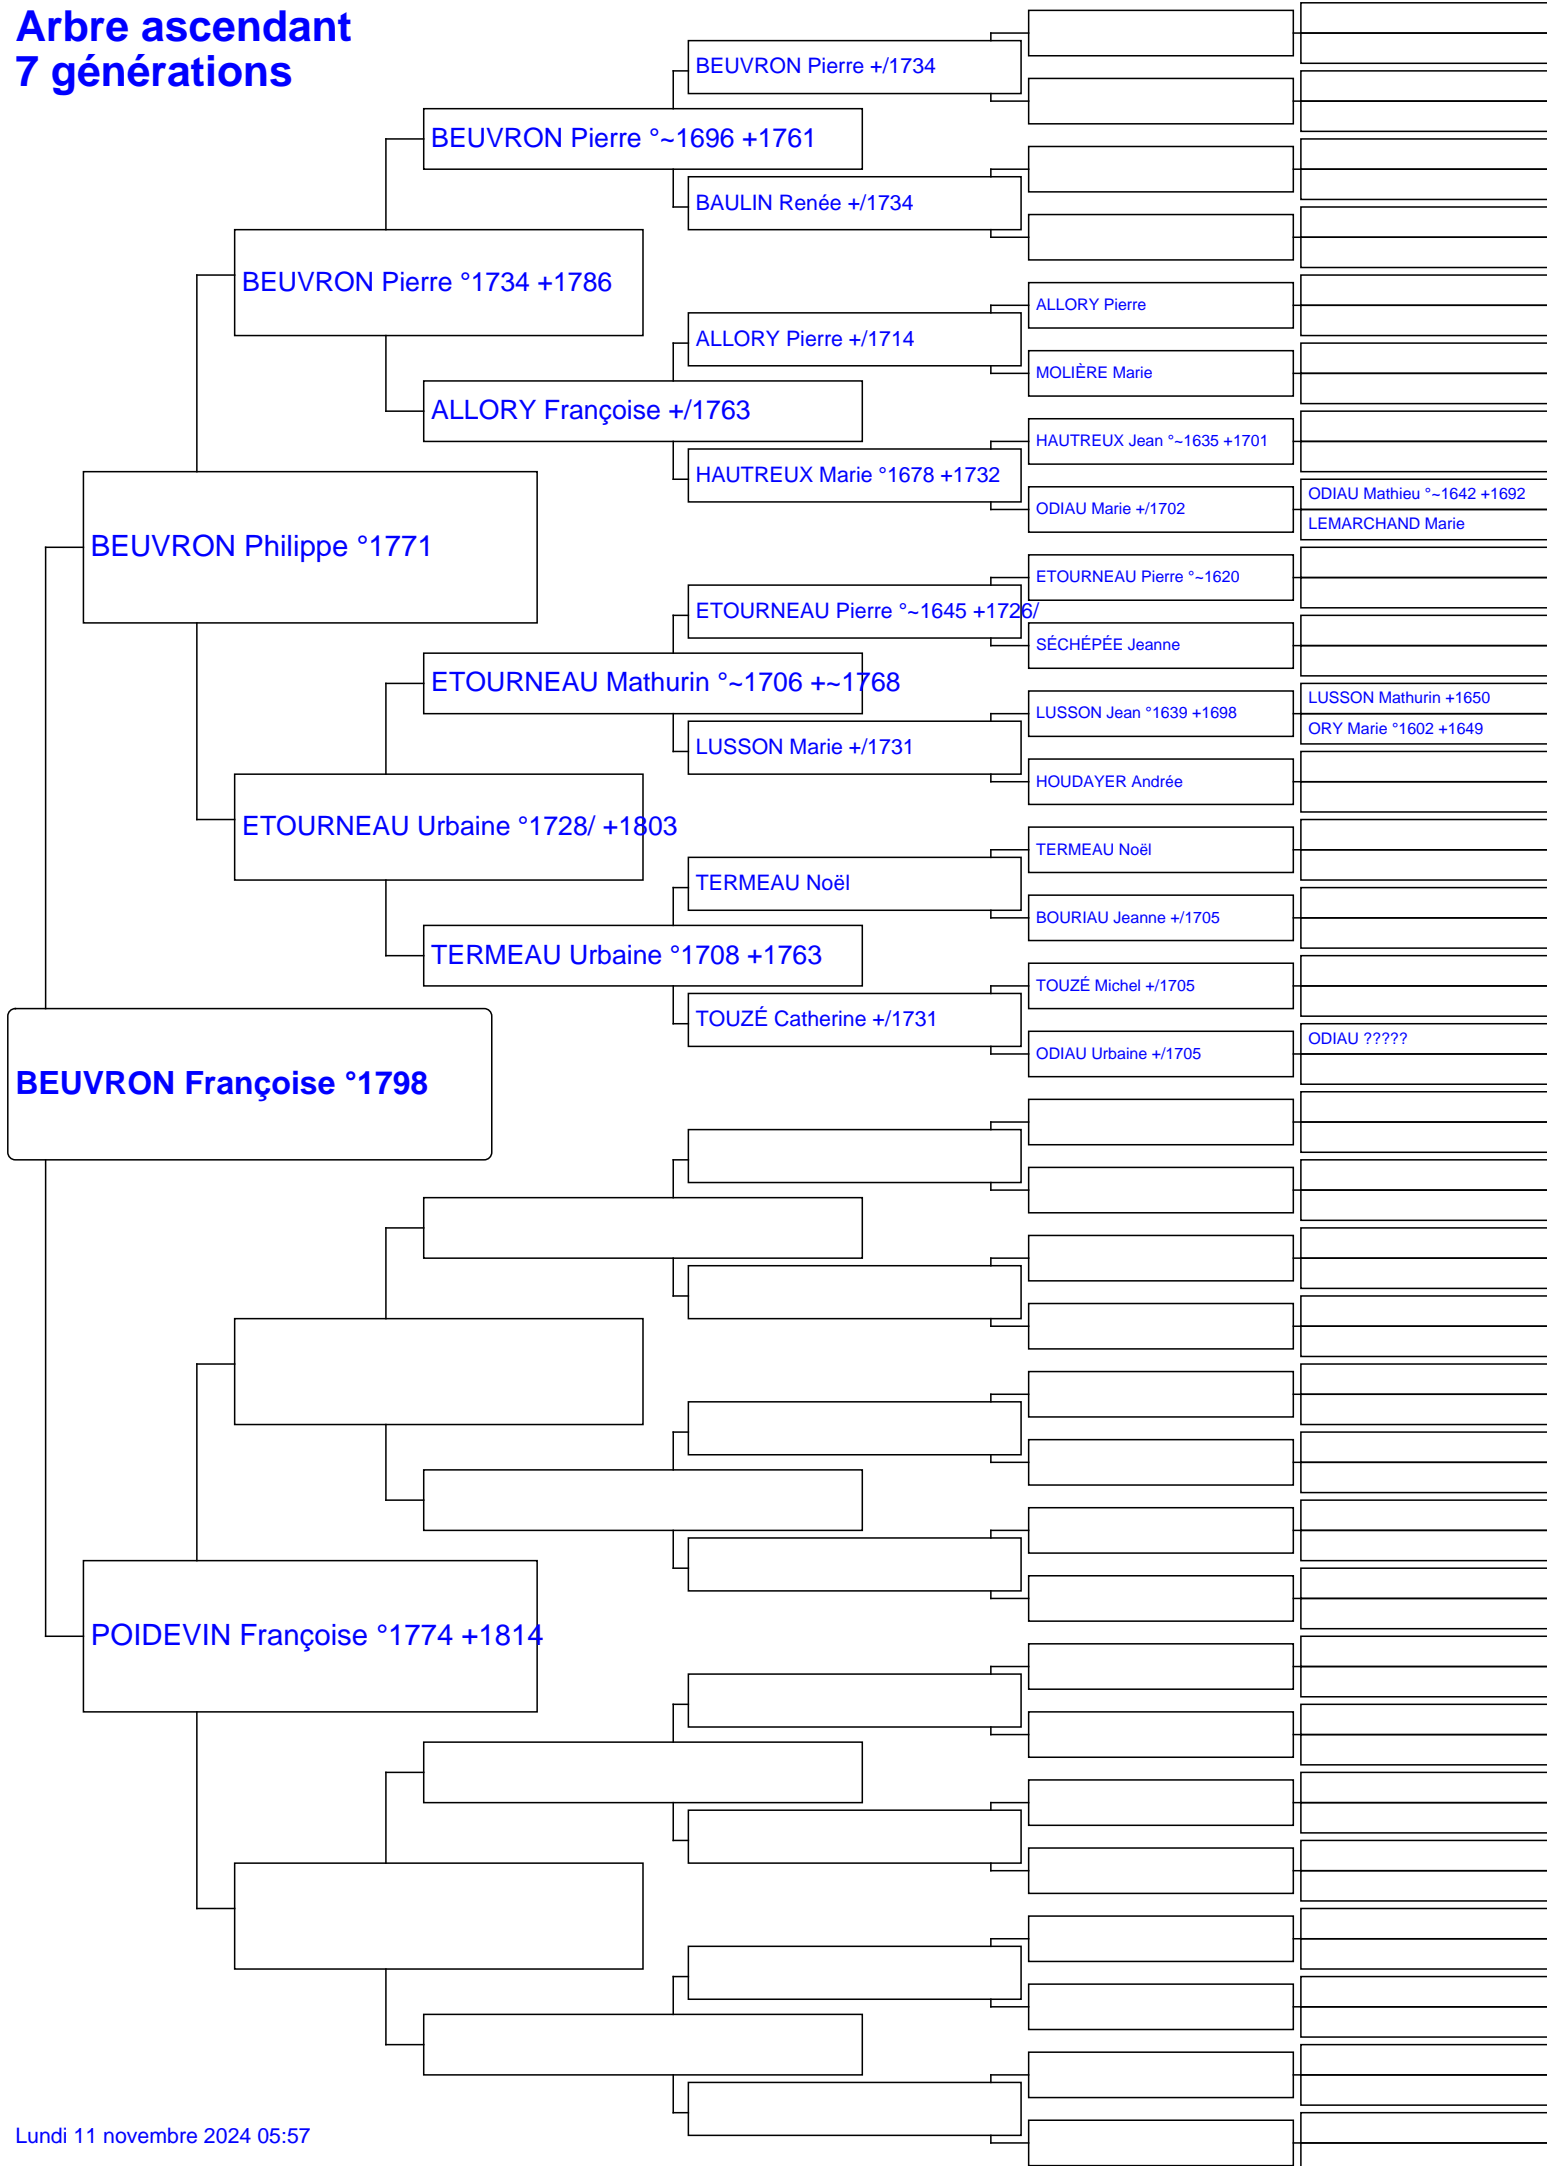 Arbre ascendant
7 générations
BEUVRON Pierre +/1734
BEUVRON Pierre °~1696 +1761
BAULIN Renée +/1734
BEUVRON Pierre °1734 +1786
ALLORY Pierre
ALLORY Pierre +/1714
MOLIÈRE Marie
ALLORY Françoise +/1763
HAUTREUX Jean °~1635 +1701
HAUTREUX Marie °1678 +1732
ODIAU Mathieu °~1642 +1692
ODIAU Marie +/1702
LEMARCHAND Marie
BEUVRON Philippe °1771
ETOURNEAU Pierre °~1620
ETOURNEAU Pierre °~1645 +1726/
SÉCHÉPÉE Jeanne
ETOURNEAU Mathurin °~1706 +~1768
LUSSON Mathurin +1650
LUSSON Jean °1639 +1698
ORY Marie °1602 +1649
LUSSON Marie +/1731
HOUDAYER Andrée
ETOURNEAU Urbaine °1728/ +1803
TERMEAU Noël
TERMEAU Noël
BOURIAU Jeanne +/1705
TERMEAU Urbaine °1708 +1763
TOUZÉ Michel +/1705
TOUZÉ Catherine +/1731
ODIAU ?????
ODIAU Urbaine +/1705
BEUVRON Françoise °1798
POIDEVIN Françoise °1774 +1814
Lundi 11 novembre 2024 05:57